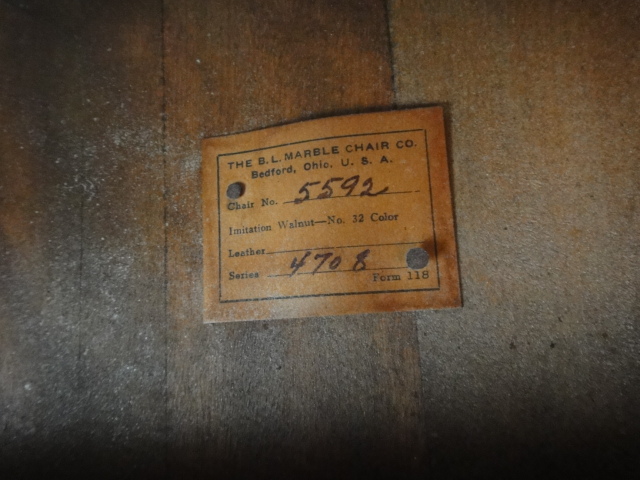 THE B. L. MARBLE CHAIR CO.
Bedford, Ohio, U. S. A.
Chair No. 5592
Imitation Walnut—No. 32 Color
Leather
Series 4708 Form 118